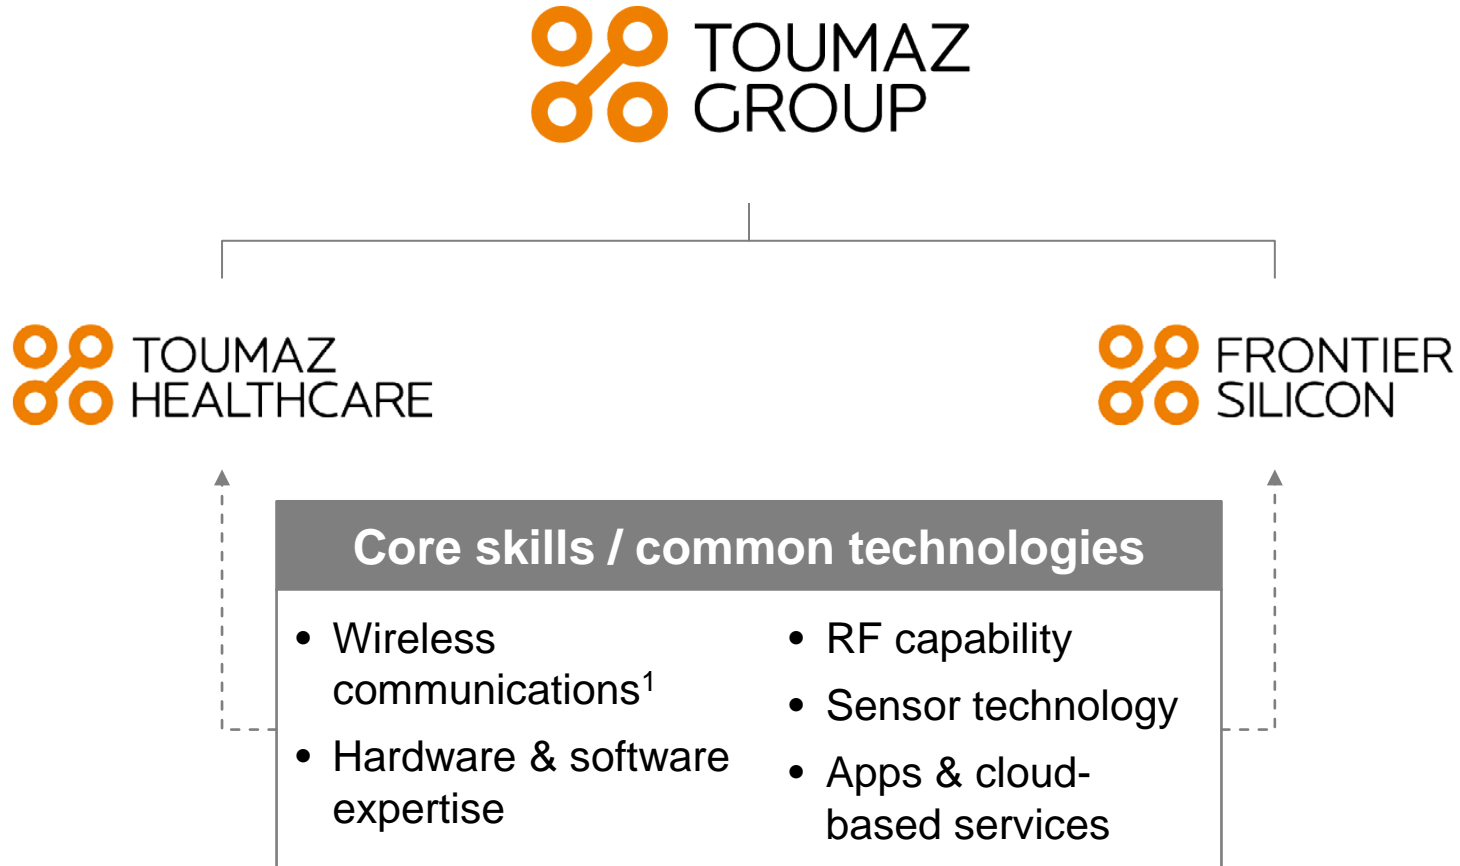 TOUMAZ
GROUP
TOUMAZ
HEALTHCARE
FRONTIER
SILICON
Core skills / common technologies
• Wireless
communications¹
• Hardware & software
expertise
• RF capability
• Sensor technology
• Apps & cloud-
based services